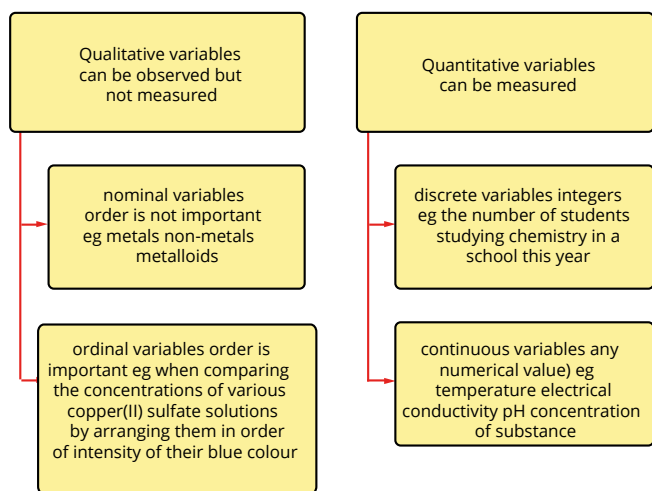 Qualitative variables
can be observed but
not measured
nominal variables
order is not important
eg metals non-metals
metalloids
ordinal variables order is
important eg when comparing
the concentrations of various
copper(II) sulfate solutions
by arranging them in order
of intensity of their blue colour
Quantitative variables
can be measured
discrete variables integers
eg the number of students
studying chemistry in a
school this year
continuous variables any
numerical value) eg
temperature electrical
conductivity pH concentration
of substance